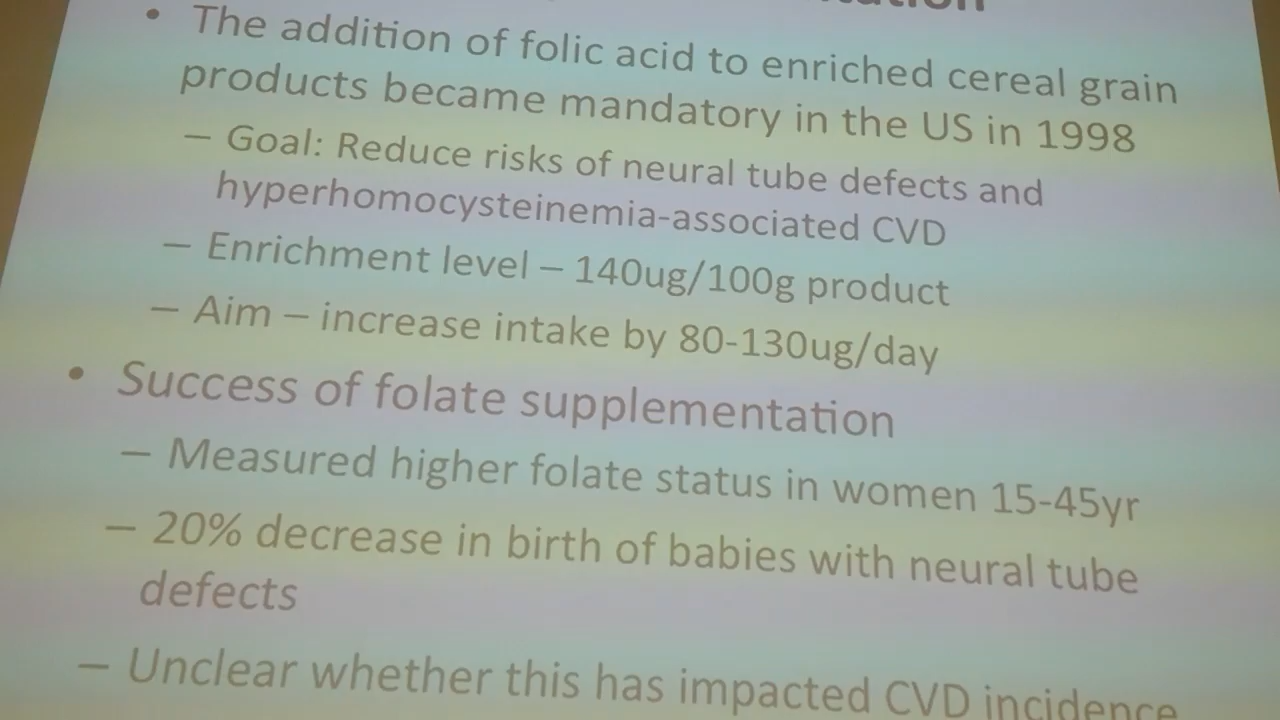 • The addition of folic acid to enriched cereal grain
products became mandatory in the US in 1998
– Goal: Reduce risks of neural tube defects and
hyperhomocysteinemia-associated CVD
– Enrichment level – 140ug/100g product
– Aim – increase intake by 80-130ug/day
• Success of folate supplementation
– Measured higher folate status in women 15-45yr
– 20% decrease in birth of babies with neural tube
defects
– Unclear whether this has impacted CVD incidence